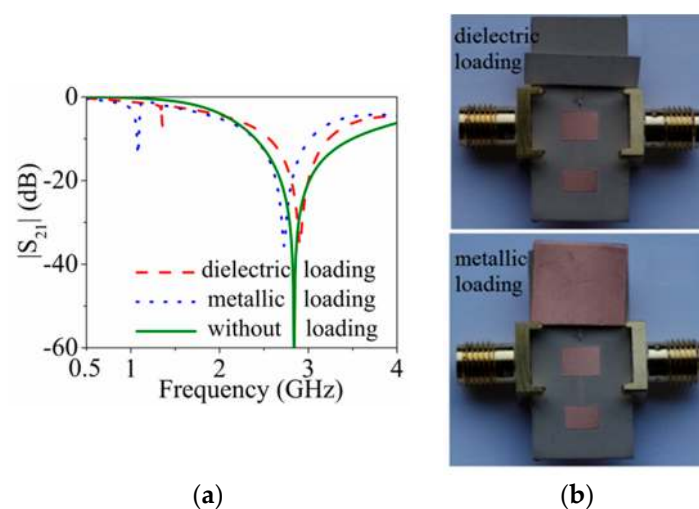 0
-20
-40
-60
|S21| (dB)
dielectric loading
metallic loading
without loading
0.5 1 2 3 4
Frequency (GHz)
(a)
dielectric
loading
metallic
loading
(b)